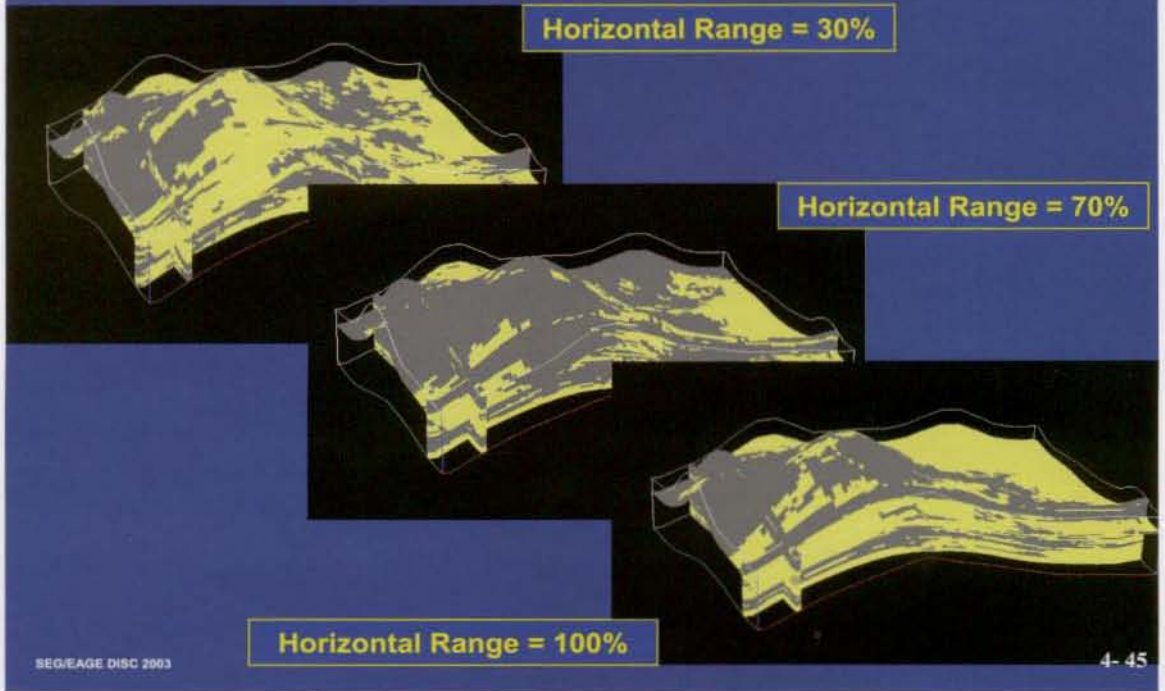 Horizontal Range = 30%
Horizontal Range = 70%
Horizontal Range = 100%
SEG/EAGE DISC 2003
4- 45